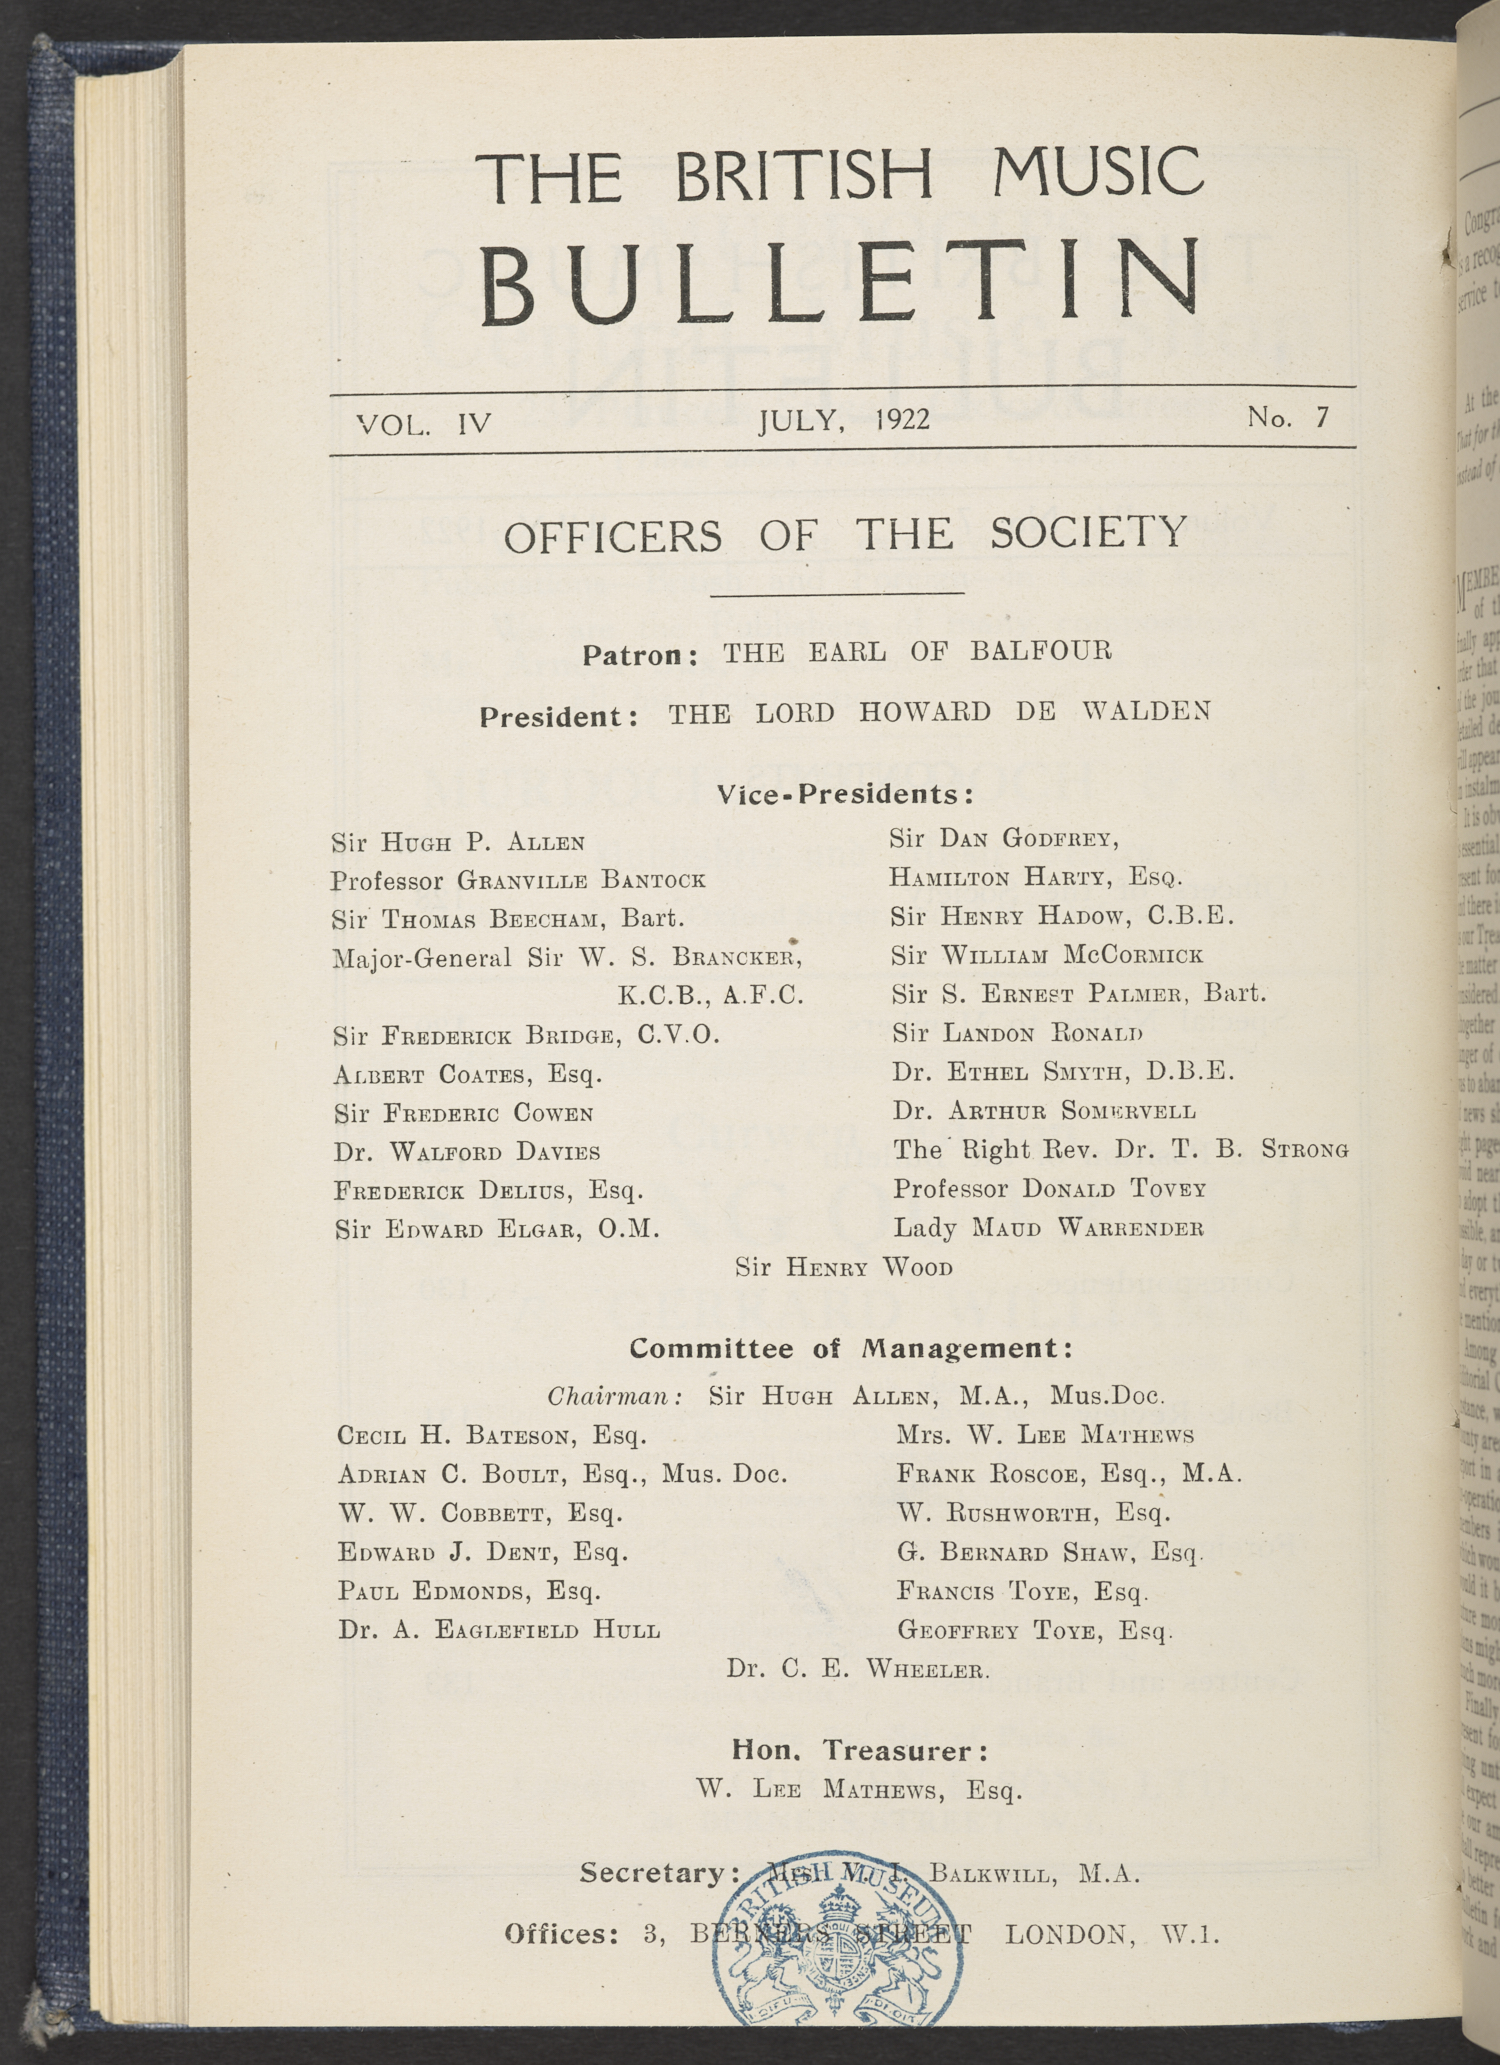 THE BRITISH MUSIC
BULLETIN
VOL. IV JULY, 1922 No. 7
OFFICERS OF THE SOCIETY
Patron: THE EARL OF BALFOUR
President: THE LORD HOWARD DE WALDEN
Vice-Presidents:
Sir HUGH P. ALLEN
Professor GRANVILLE BANTOCK
Sir THOMAS BEECHAM, Bart.
Major-General Sir W. S. BRANCKER,
K.C.B., A.F.C.
Sir FREDERICK BRIDGE, C.V.O.
ALBERT COATES, Esq.
Sir FREDERIC COWEN
Dr. WALFORD DAVIES
FREDERICK DELIUS, Esq.
Sir EDWARD ELGAR, O.M.
Sir DAN GODFREY,
HAMILTON HARTY, ESQ.
Sir HENRY HADOW, C.B.E.
Sir WILLIAM MCCORMICK
Sir S. ERNEST PALMER, Bart.
Sir LANDON RONALD
Dr. ETHEL SMYTH, D.B.E.
Dr. ARTHUR SOMERVELL
The Right Rev. Dr. T. B. STRONG
Professor DONALD TOVEY
Lady MAUD WARRENDER
Sir HENRY WOOD
Committee of Management:
Chairman: Sir HUGH ALLEN, M.A., Mus.Doc.
CECIL H. BATESON, Esq.
ADRIAN C. BOULT, Esq., Mus. Doc.
W. W. COBBETT, Esq.
EDWARD J. DENT, Esq.
PAUL EDMONDS, Esq.
Dr. A. EAGLEFIELD HULL
Mrs. W. LEE MATHEWS
FRANK ROSCOE, Esq., M.A.
W. RUSHWORTH, Esq.
G. BERNARD SHAW, Esq.
FRANCIS TOYE, Esq.
GEOFFREY TOYE, Esq.
Dr. C. E. WHEELER.
Hon. Treasurer:
W. LEE MATHEWS, Esq.
Secretary: BALKWILL, M.A.
Offices: 3, BERNERS STREET LONDON, W.1.
BRITISH MUSEUM